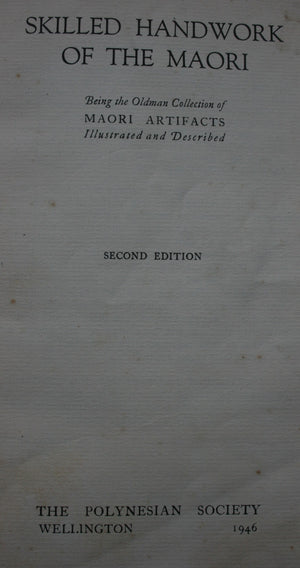 SKILLED HANDWORK
OF THE MAORI
Being the Oldman Collection of
MAORI ARTIFACTS
Illustrated and Described
SECOND EDITION
THE POLYNESIAN SOCIETY
WELLINGTON 1946